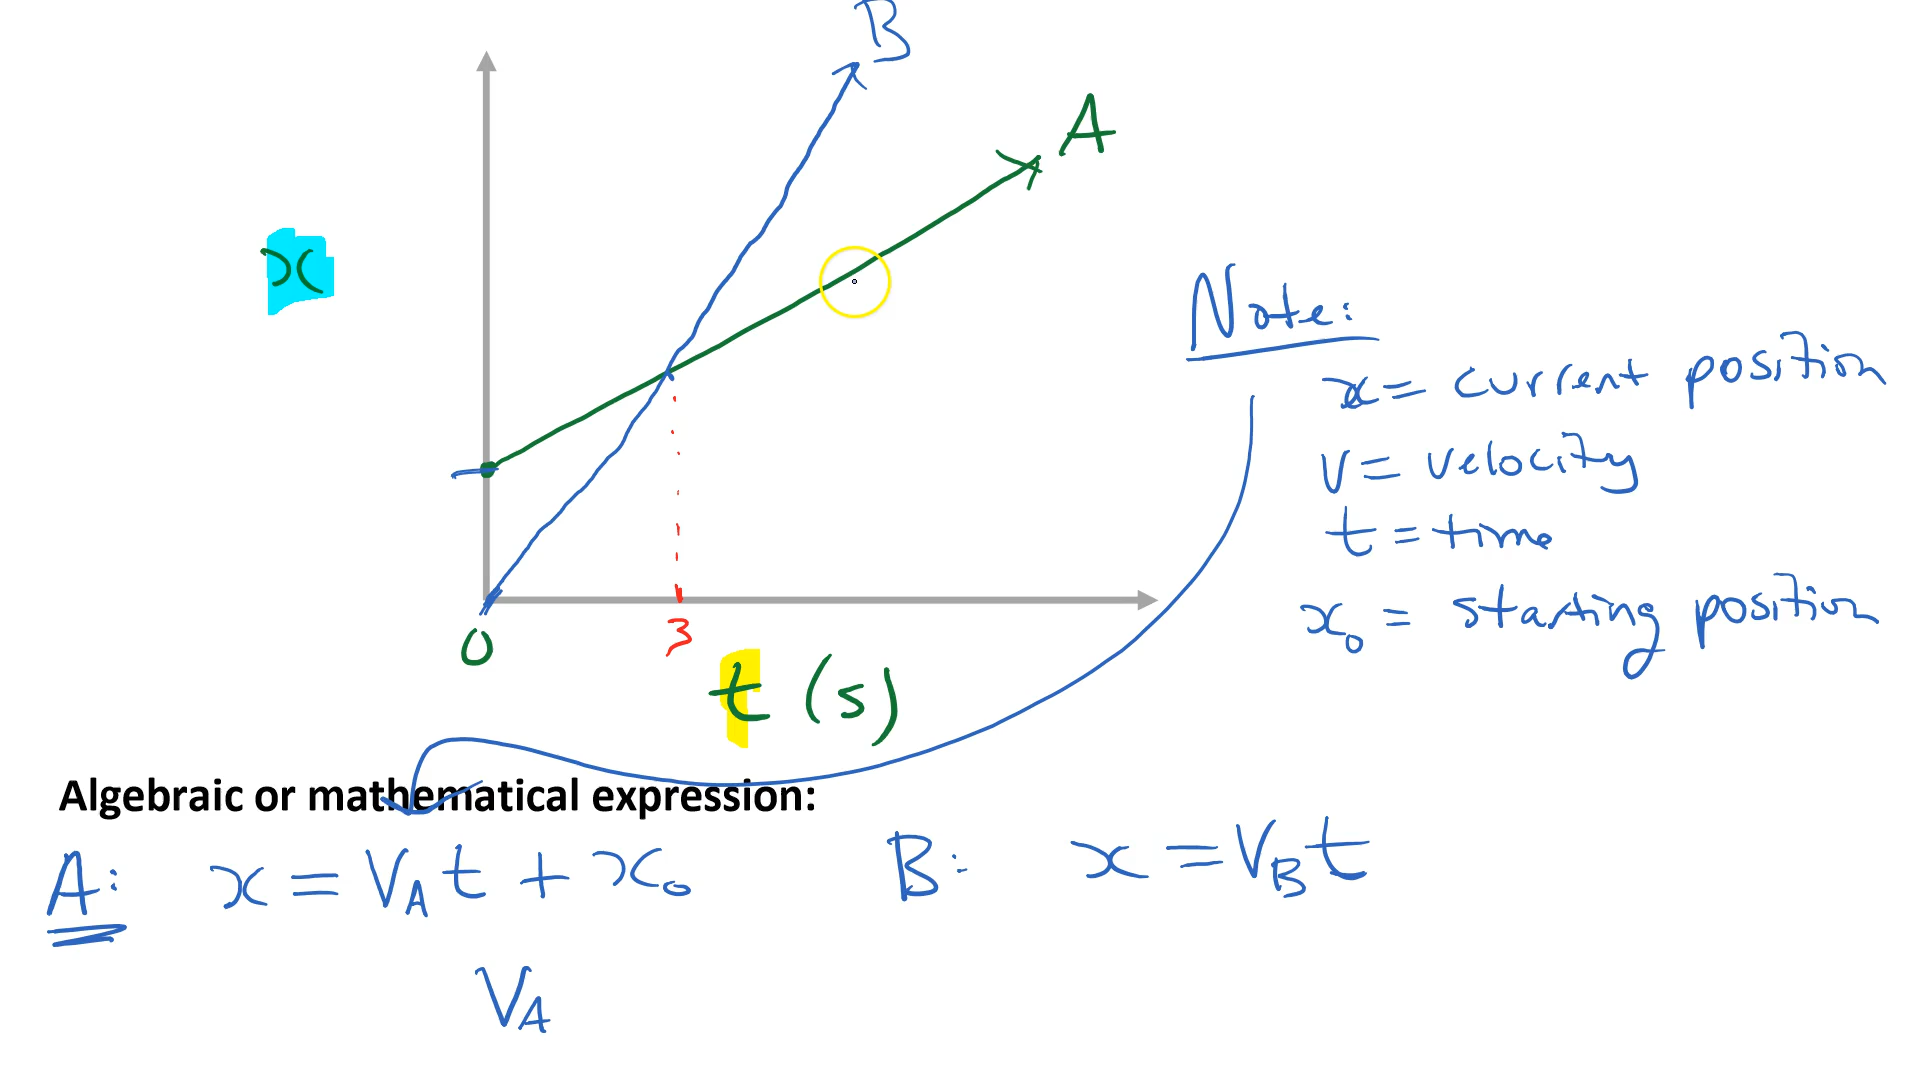 B
A
x
Note:
x = current position
v = velocity
t = time
x₀ = starting position
0
3
t (s)
Algebraic or mathematical expression:
A: x = V_A t + x₀
B: x = V_B t
V_A